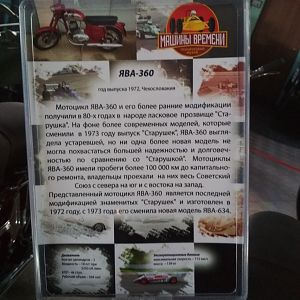 МАШИНЫ ВРЕМЕНИ
ЯВА-360
год выпуска 1972, Чехословакия
Мотоцикл ЯВА-360 и его более ранние модификации
получили в 80-х годах в народе ласковое прозвище "Ста-
рушка". На фоне более современных моделей, которые
сменили в 1973 году выпуск "Старушек", ЯВА-360 выгля-
дела устаревшей, но ни одна более новая модель не
могла похвастаться большей надежностью и долговеч-
ностью по сравнению со "Старушкой". Мотоциклы
ЯВА-360 имели пробеги более 100 000 км до капитально-
го ремонта, владельцы проехали на них весь Советский
Союз с севера на юг и с востока на запад.
Представленный мотоцикл ЯВА-360 является последней
модификацией знаменитых "Старушек" и изготовлен в
1972 году, с 1973 года его сменила новая модель ЯВА-634.